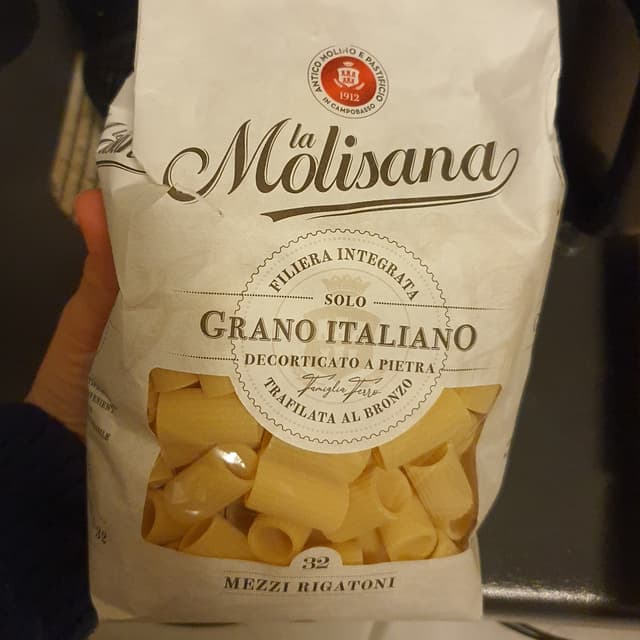 ANTICO MOLINO E PASTIFICIO
1912
IN CAMPOBASSO
la
Molisana
FILIERA INTEGRATA
SOLO
GRANO ITALIANO
DECORTICATO A PIETRA
Famiglia Ferro
TRAFILATA AL BRONZO
32
MEZZI RIGATONI
32